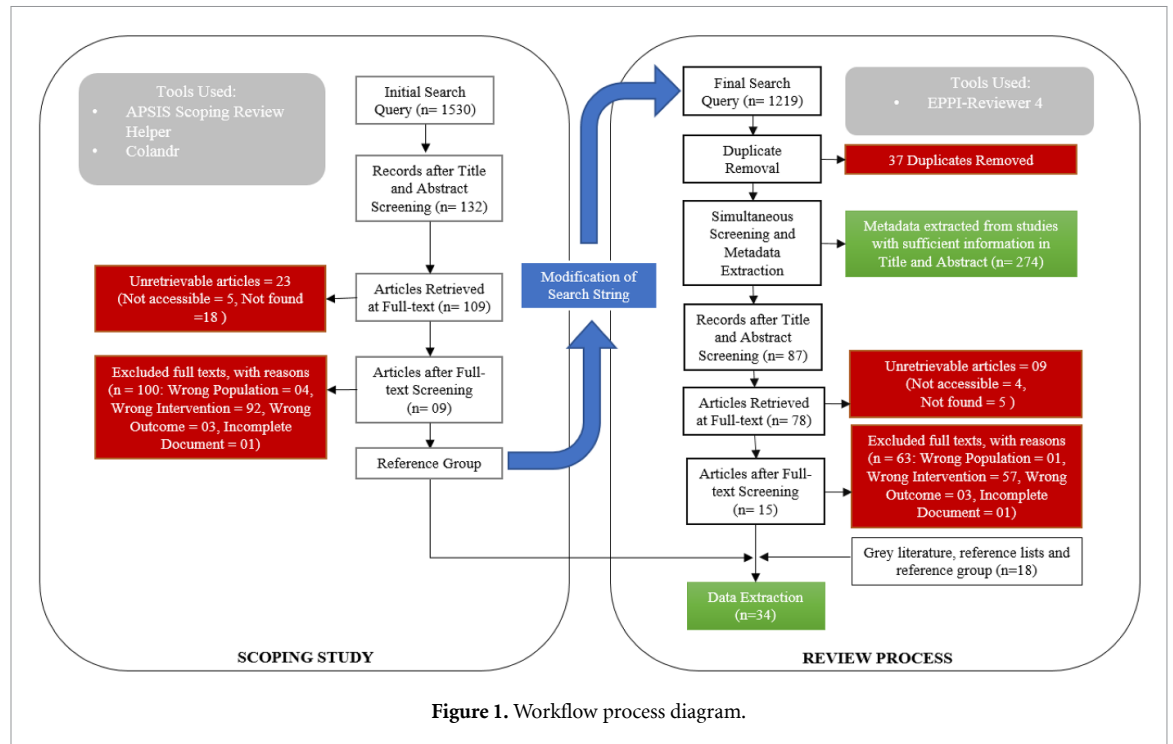 Tools Used:
• APSIS Scoping Review
Helper
• Colandr
Initial Search
Query (n= 1530)
Records after Title
and Abstract
Screening (n= 132)
Unretrievable articles = 23
(Not accessible = 5, Not found
=18 )
Articles Retrieved
at Full-text (n= 109)
Excluded full texts, with reasons
(n = 100: Wrong Population = 04,
Wrong Intervention = 92, Wrong
Outcome = 03, Incomplete
Document = 01)
Articles after Full-
text Screening
(n= 09)
Reference Group
SCOPING STUDY
Modification of
Search String
Final Search
Query (n= 1219)
Tools Used:
• EPPI-Reviewer 4
Duplicate
Removal
37 Duplicates Removed
Simultaneous
Screening and
Metadata
Extraction
Metadata extracted from studies
with sufficient information in
Title and Abstract (n= 274)
Records after Title
and Abstract
Screening (n= 87)
Unretrievable articles = 09
(Not accessible = 4,
Not found = 5 )
Articles Retrieved
at Full-text (n= 78)
Excluded full texts, with reasons
(n = 63: Wrong Population = 01,
Wrong Intervention = 57, Wrong
Outcome = 03, Incomplete
Document = 01)
Articles after Full-
text Screening
(n= 15)
Grey literature, reference lists and
reference group (n=18)
Data Extraction
(n=34)
REVIEW PROCESS
Figure 1. Workflow process diagram.